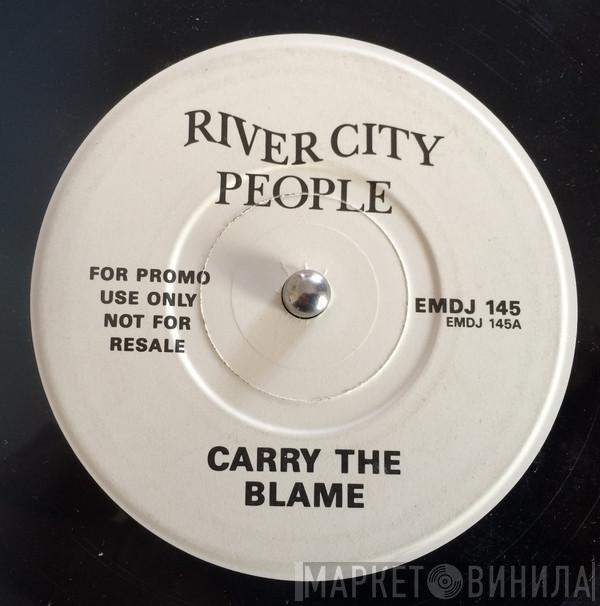 RIVER CITY
PEOPLE
FOR PROMO
USE ONLY
NOT FOR
RESALE
EMDJ 145
EMDJ 145A
CARRY THE
BLAME
МАРКЕТ ВИНИЛА